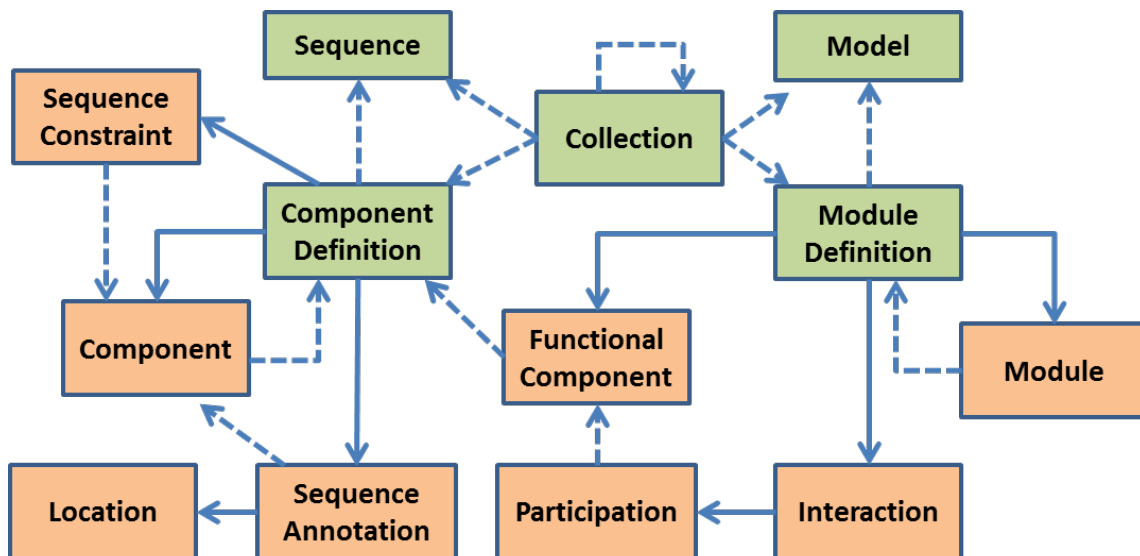 Sequence
Model
Sequence
Constraint
Collection
Component
Definition
Module
Definition
Component
Functional
Component
Module
Location
Sequence
Annotation
Participation
Interaction